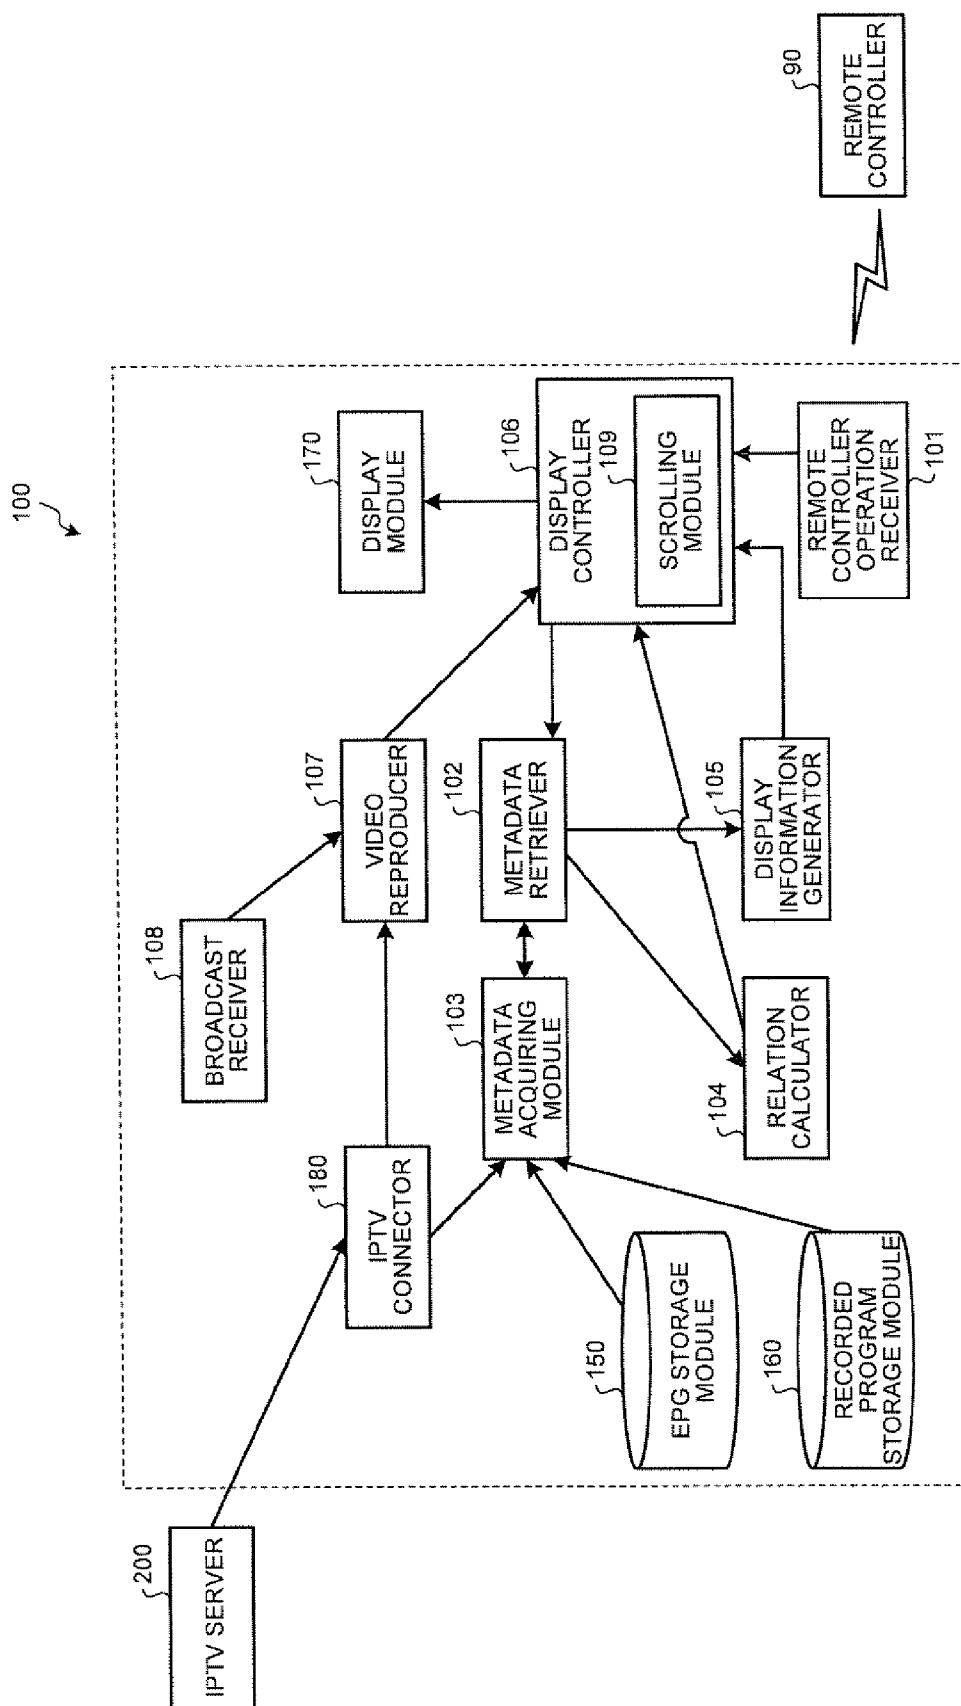 100
200
IPTV SERVER
108
BROADCAST
RECEIVER
180
IPTV
CONNECTOR
107
VIDEO
REPRODUCER
170
DISPLAY
MODULE
103
METADATA
ACQUIRING
MODULE
102
METADATA
RETRIEVER
106
DISPLAY
CONTROLLER
109
SCROLLING
MODULE
90
REMOTE
CONTROLLER
150
EPG STORAGE
MODULE
104
RELATION
CALCULATOR
105
DISPLAY
INFORMATION
GENERATOR
REMOTE
CONTROLLER
OPERATION
RECEIVER
101
160
RECORDED
PROGRAM
STORAGE MODULE